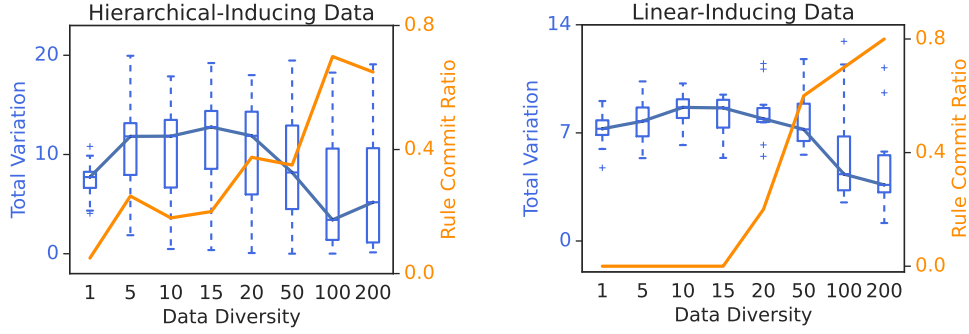 Hierarchical-Inducing Data
Total Variation
20
10
0
0.8
0.4
0.0
Rule Commit Ratio
1 5 10 15 20 50 100 200
Data Diversity
Linear-Inducing Data
Total Variation
14
7
0
0.8
0.4
0.0
Rule Commit Ratio
1 5 10 15 20 50 100 200
Data Diversity